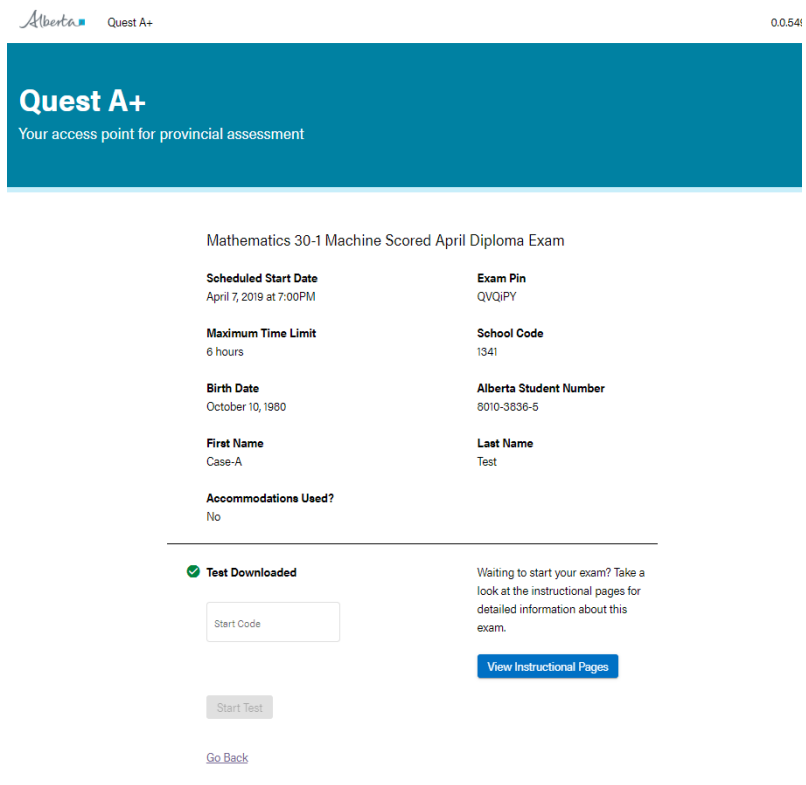 Alberta Quest A+ 0.0.549
Quest A+
Your access point for provincial assessment
Mathematics 30-1 Machine Scored April Diploma Exam
Scheduled Start Date Exam Pin
April 7, 2019 at 7:00PM QVQiPY
Maximum Time Limit School Code
6 hours 1341
Birth Date Alberta Student Number
October 10, 1980 8010-3836-5
First Name Last Name
Case-A Test
Accommodations Used?
No
Test Downloaded
Start Code
Start Test
Go Back
Waiting to start your exam? Take a
look at the instructional pages for
detailed information about this
exam.
View Instructional Pages